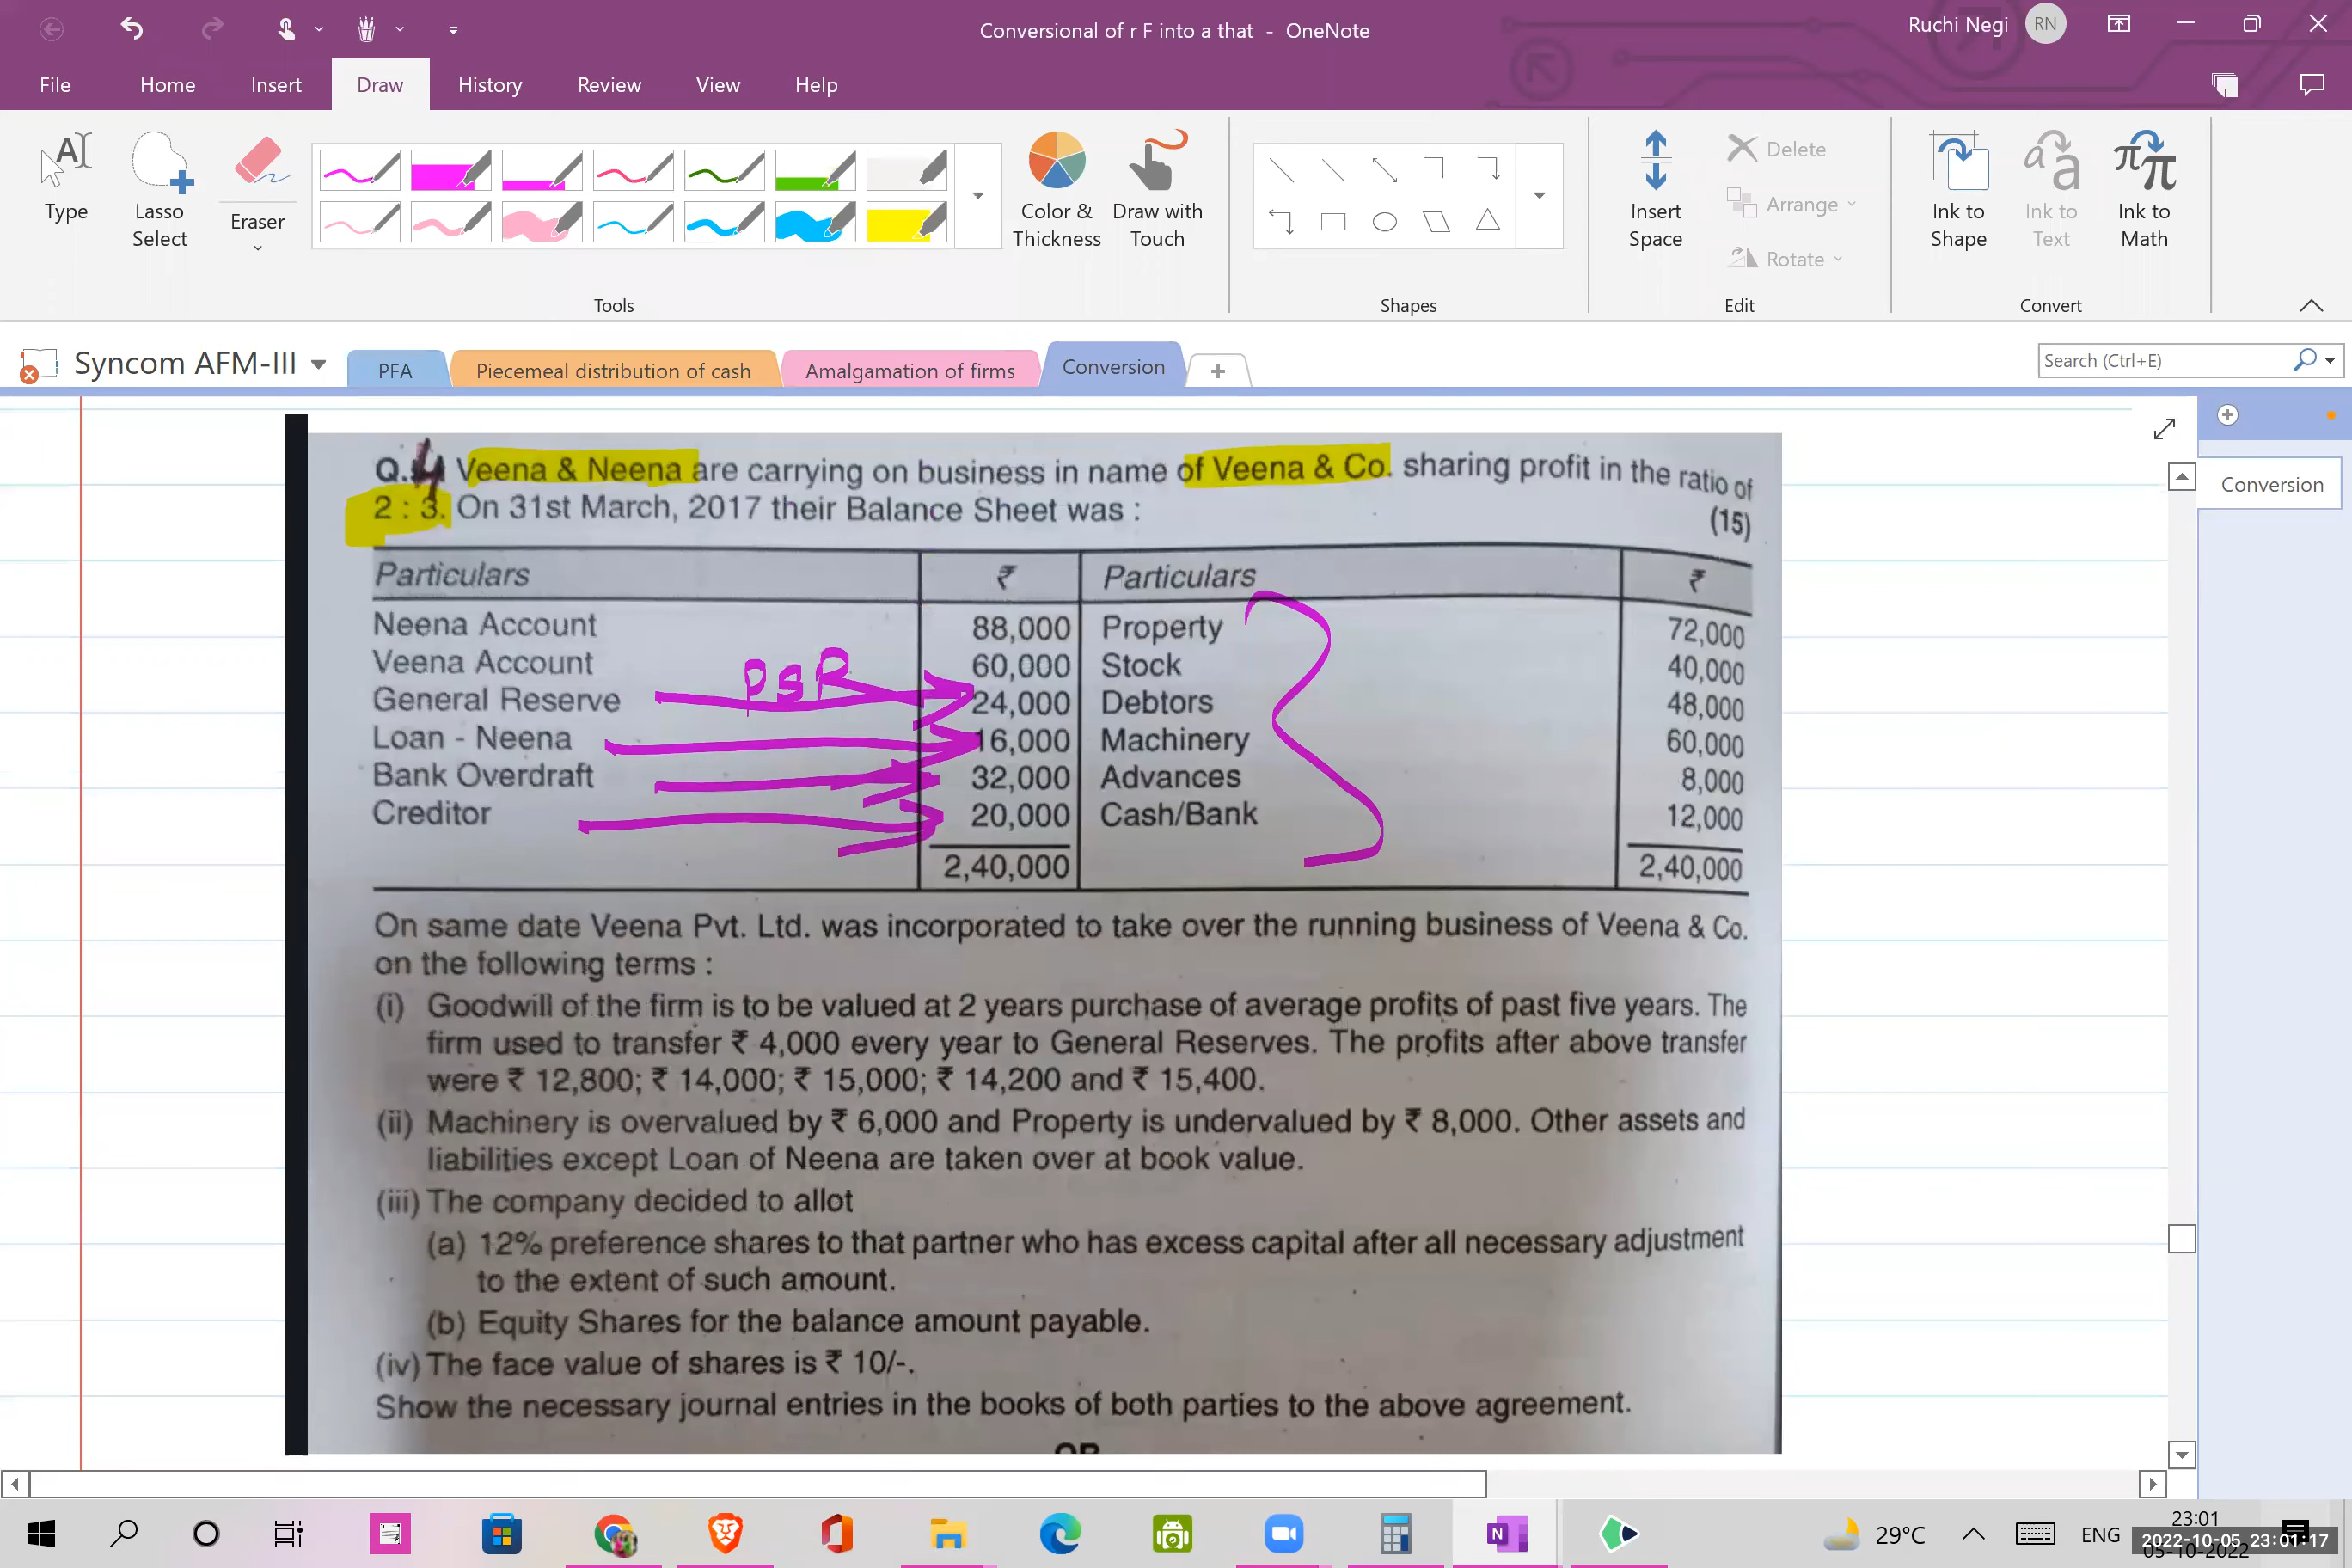 Conversional of r F into a that - OneNote
Ruchi Negi RN
File Home Insert Draw History Review View Help
Type
Lasso Select
Eraser
Color & Thickness
Draw with Touch
Insert Space
Delete
Arrange
Rotate
Ink to Shape
Ink to Text
Ink to Math
Tools Shapes Edit Convert
Syncom AFM-III PFA Piecemeal distribution of cash Amalgamation of firms Conversion
Search (Ctrl+E)
Conversion
Q.4 Veena & Neena are carrying on business in name of Veena & Co. sharing profit in the ratio of
2 : 3. On 31st March, 2017 their Balance Sheet was : (15)
Particulars ₹ Particulars ₹
Neena Account 88,000 Property 72,000
Veena Account 60,000 Stock 40,000
PSR
General Reserve 24,000 Debtors 48,000
Loan - Neena 16,000 Machinery 60,000
Bank Overdraft 32,000 Advances 8,000
Creditor 20,000 Cash/Bank 12,000
2,40,000 2,40,000
On same date Veena Pvt. Ltd. was incorporated to take over the running business of Veena & Co.
on the following terms :
(i) Goodwill of the firm is to be valued at 2 years purchase of average profits of past five years. The
firm used to transfer ₹ 4,000 every year to General Reserves. The profits after above transfer
were ₹ 12,800; ₹ 14,000; ₹ 15,000; ₹ 14,200 and ₹ 15,400.
(ii) Machinery is overvalued by ₹ 6,000 and Property is undervalued by ₹ 8,000. Other assets and
liabilities except Loan of Neena are taken over at book value.
(iii) The company decided to allot
(a) 12% preference shares to that partner who has excess capital after all necessary adjustment
to the extent of such amount.
(b) Equity Shares for the balance amount payable.
(iv) The face value of shares is ₹ 10/-.
Show the necessary journal entries in the books of both parties to the above agreement.
OR
29°C ENG
23:01
2022-10-05 23:01:17
05-10-2022